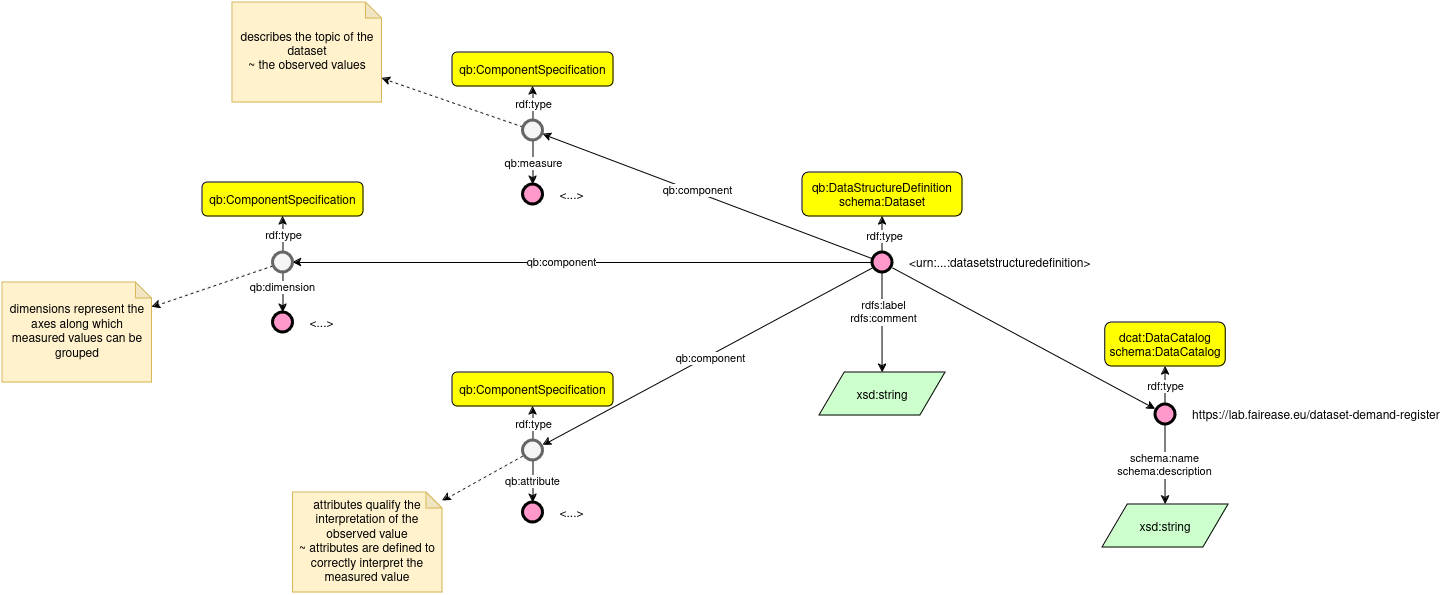 describes the topic of the
dataset
~ the observed values
qb:ComponentSpecification
rdf:type
qb:measure
<...>
qb:component
qb:ComponentSpecification
rdf:type
qb:dimension
<...>
qb:component
dimensions represent the
axes along which
measured values can be
grouped
qb:DataStructureDefinition
schema:Dataset
rdf:type
<urn:...:datasetstructuredefinition>
rdfs:label
rdfs:comment
xsd:string
qb:component
qb:ComponentSpecification
rdf:type
qb:attribute
<...>
attributes qualify the
interpretation of the
observed value
~ attributes are defined to
correctly interpret the
measured value
dcat:DataCatalog
schema:DataCatalog
rdf:type
https://lab.fairease.eu/dataset-demand-register
schema:name
schema:description
xsd:string